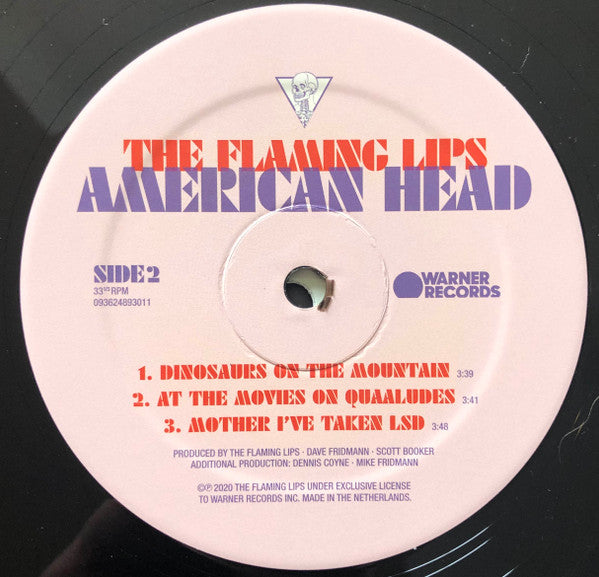 THE FLAMING LIPS
AMERICAN HEAD
SIDE 2
33 1/3 RPM
093624893011
WARNER
RECORDS
1. DINOSAURS ON THE MOUNTAIN 3:39
2. AT THE MOVIES ON QUAALUDES 3:41
3. MOTHER I'VE TAKEN LSD 3:48
PRODUCED BY THE FLAMING LIPS · DAVE FRIDMANN · SCOTT BOOKER
ADDITIONAL PRODUCTION: DENNIS COYNE · MIKE FRIDMANN
©℗ 2020 THE FLAMING LIPS UNDER EXCLUSIVE LICENSE
TO WARNER RECORDS INC. MADE IN THE NETHERLANDS.